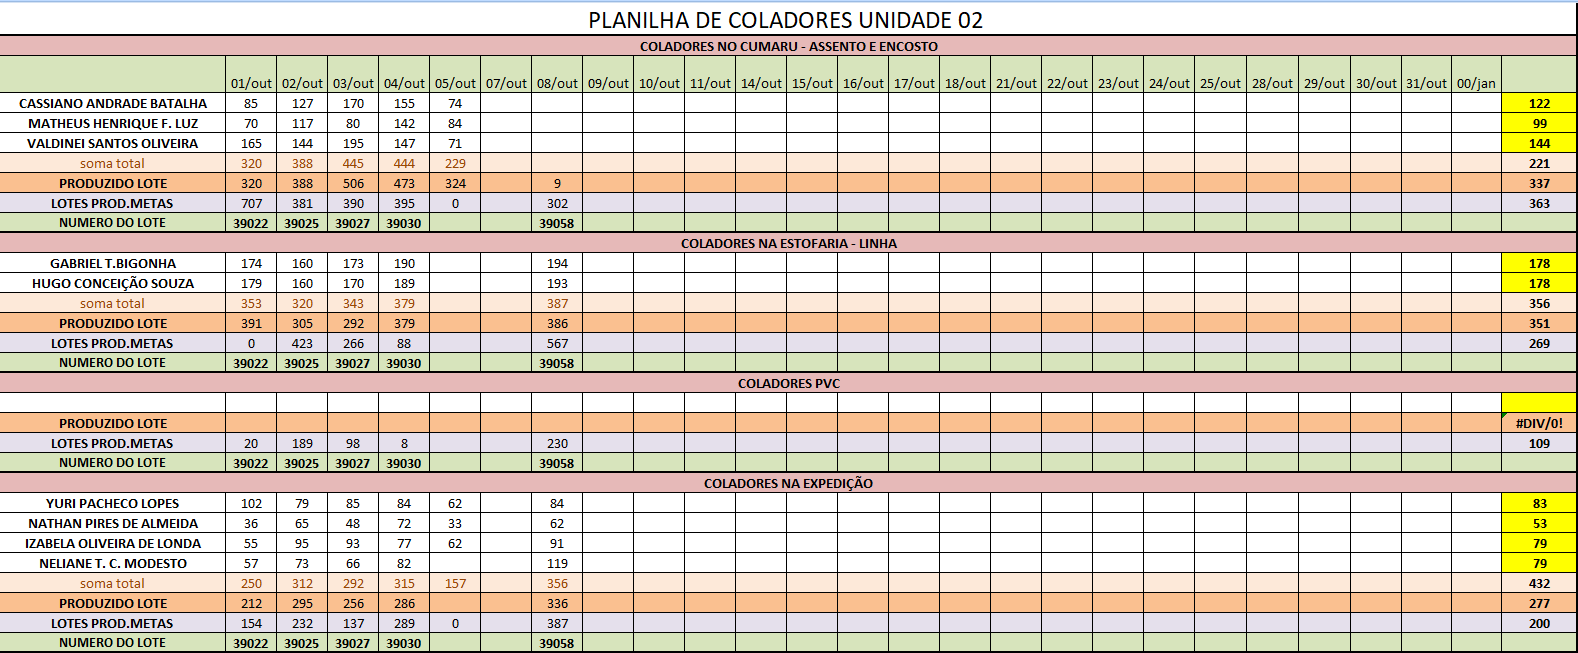 PLANILHA DE COLADORES UNIDADE 02
COLADORES NO CUMARU - ASSENTO E ENCOSTO
01/out 02/out 03/out 04/out 05/out 07/out 08/out 09/out 10/out 11/out 14/out 15/out 16/out 17/out 18/out 21/out 22/out 23/out 24/out 25/out 28/out 29/out 30/out 31/out 00/jan
CASSIANO ANDRADE BATALHA 85 127 170 155 74 122
MATHEUS HENRIQUE F. LUZ 70 117 80 142 84 99
VALDINEI SANTOS OLIVEIRA 165 144 195 147 71 144
soma total 320 388 445 444 229 221
PRODUZIDO LOTE 320 388 506 473 324 9 337
LOTES PROD.METAS 707 381 390 395 0 302 363
NUMERO DO LOTE 39022 39025 39027 39030 39058
COLADORES NA ESTOFARIA - LINHA
GABRIEL T.BIGONHA 174 160 173 190 194 178
HUGO CONCEIÇÃO SOUZA 179 160 170 189 193 178
soma total 353 320 343 379 387 356
PRODUZIDO LOTE 391 305 292 379 386 351
LOTES PROD.METAS 0 423 266 88 567 269
NUMERO DO LOTE 39022 39025 39027 39030 39058
COLADORES PVC
PRODUZIDO LOTE #DIV/0!
LOTES PROD.METAS 20 189 98 8 230 109
NUMERO DO LOTE 39022 39025 39027 39030 39058
COLADORES NA EXPEDIÇÃO
YURI PACHECO LOPES 102 79 85 84 62 84 83
NATHAN PIRES DE ALMEIDA 36 65 48 72 33 62 53
IZABELA OLIVEIRA DE LONDA 55 95 93 77 62 91 79
NELIANE T. C. MODESTO 57 73 66 82 119 79
soma total 250 312 292 315 157 356 432
PRODUZIDO LOTE 212 295 256 286 336 277
LOTES PROD.METAS 154 232 137 289 0 387 200
NUMERO DO LOTE 39022 39025 39027 39030 39058